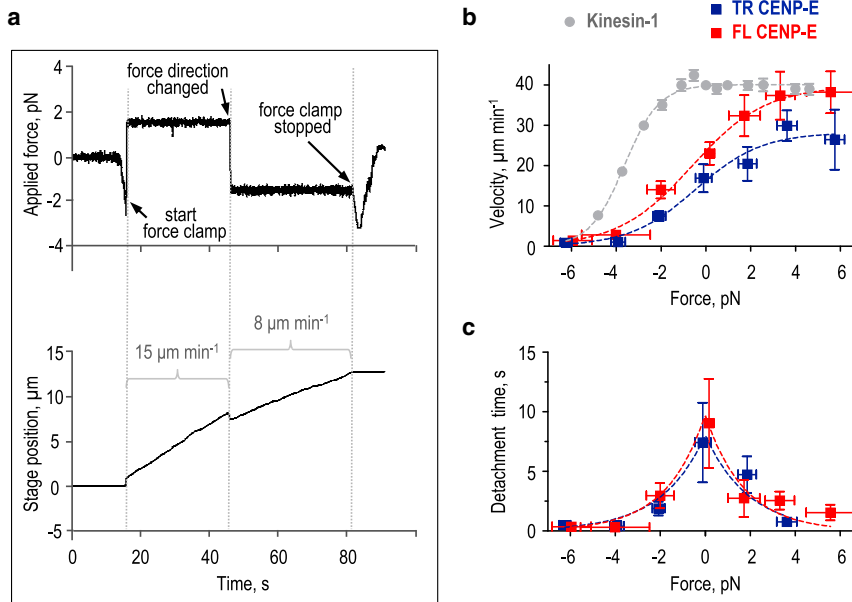 a
force direction
changed
force clamp
stopped
start
force clamp
Applied force, pN
4
2
0
-2
-4
15 µm min-1
8 µm min-1
Stage position, µm
15
10
5
0
-5
0
20
40
60
80
Time, s
b
Kinesin-1
TR CENP-E
FL CENP-E
Velocity, µm min-1
40
30
20
10
0
-6
-4
-2
0
2
4
6
Force, pN
c
Detachment time, s
15
10
5
0
-6
-4
-2
0
2
4
6
Force, pN